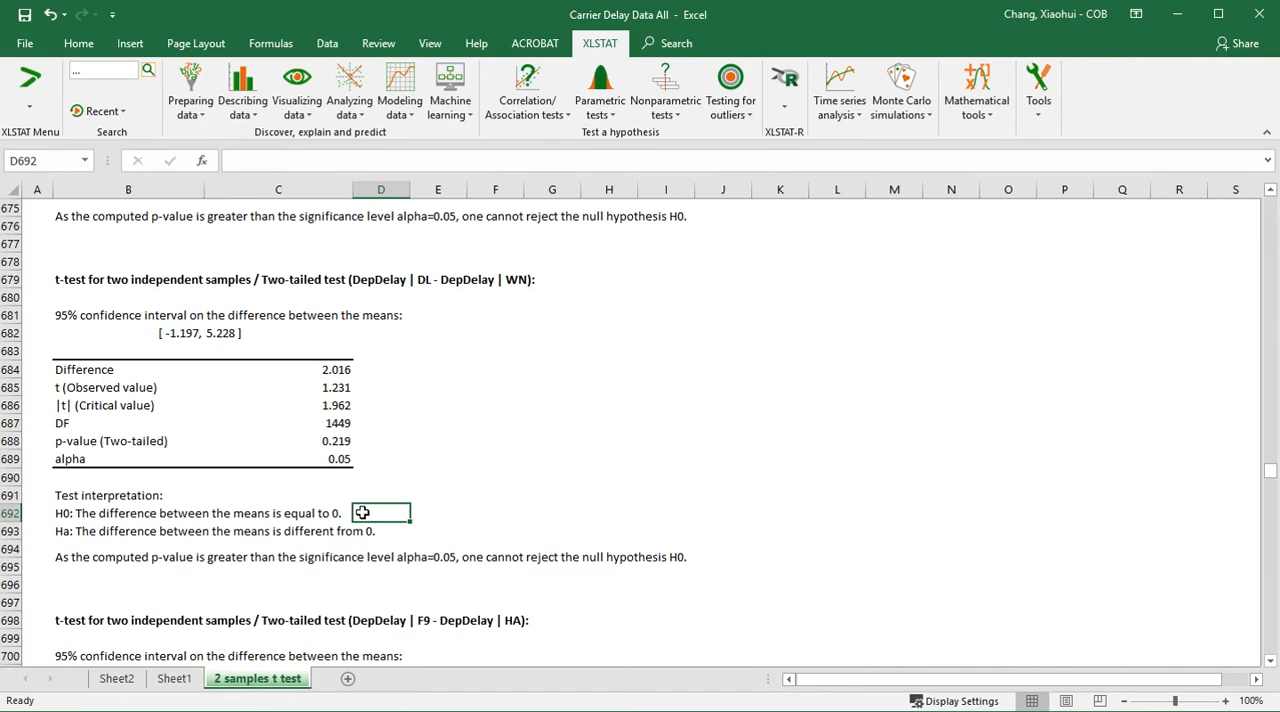 Carrier Delay Data All - Excel
Chang, Xiaohui - COB
File Home Insert Page Layout Formulas Data Review View Help ACROBAT XLSTAT Search Share
...
Recent
XLSTAT Menu
Search
Preparing data
Describing data
Visualizing data
Analyzing data
Modeling data
Machine learning
Discover, explain and predict
Correlation/ Association tests
Parametric tests
Nonparametric tests
Testing for outliers
Test a hypothesis
XLSTAT-R
Time series analysis
Monte Carlo simulations
Mathematical tools
Tools
D692 fx
A B C D E F G H I J K L M N O P Q R S
675
As the computed p-value is greater than the significance level alpha=0.05, one cannot reject the null hypothesis H0.
676
677
678
679 t-test for two independent samples / Two-tailed test (DepDelay | DL - DepDelay | WN):
680
681 95% confidence interval on the difference between the means:
682 [ -1.197, 5.228 ]
683
684 Difference 2.016
685 t (Observed value) 1.231
686 |t| (Critical value) 1.962
687 DF 1449
688 p-value (Two-tailed) 0.219
689 alpha 0.05
690
691 Test interpretation:
692 H0: The difference between the means is equal to 0.
693 Ha: The difference between the means is different from 0.
694
As the computed p-value is greater than the significance level alpha=0.05, one cannot reject the null hypothesis H0.
695
696
697
698 t-test for two independent samples / Two-tailed test (DepDelay | F9 - DepDelay | HA):
699
700 95% confidence interval on the difference between the means:
Sheet2 Sheet1 2 samples t test
Ready Display Settings 100%